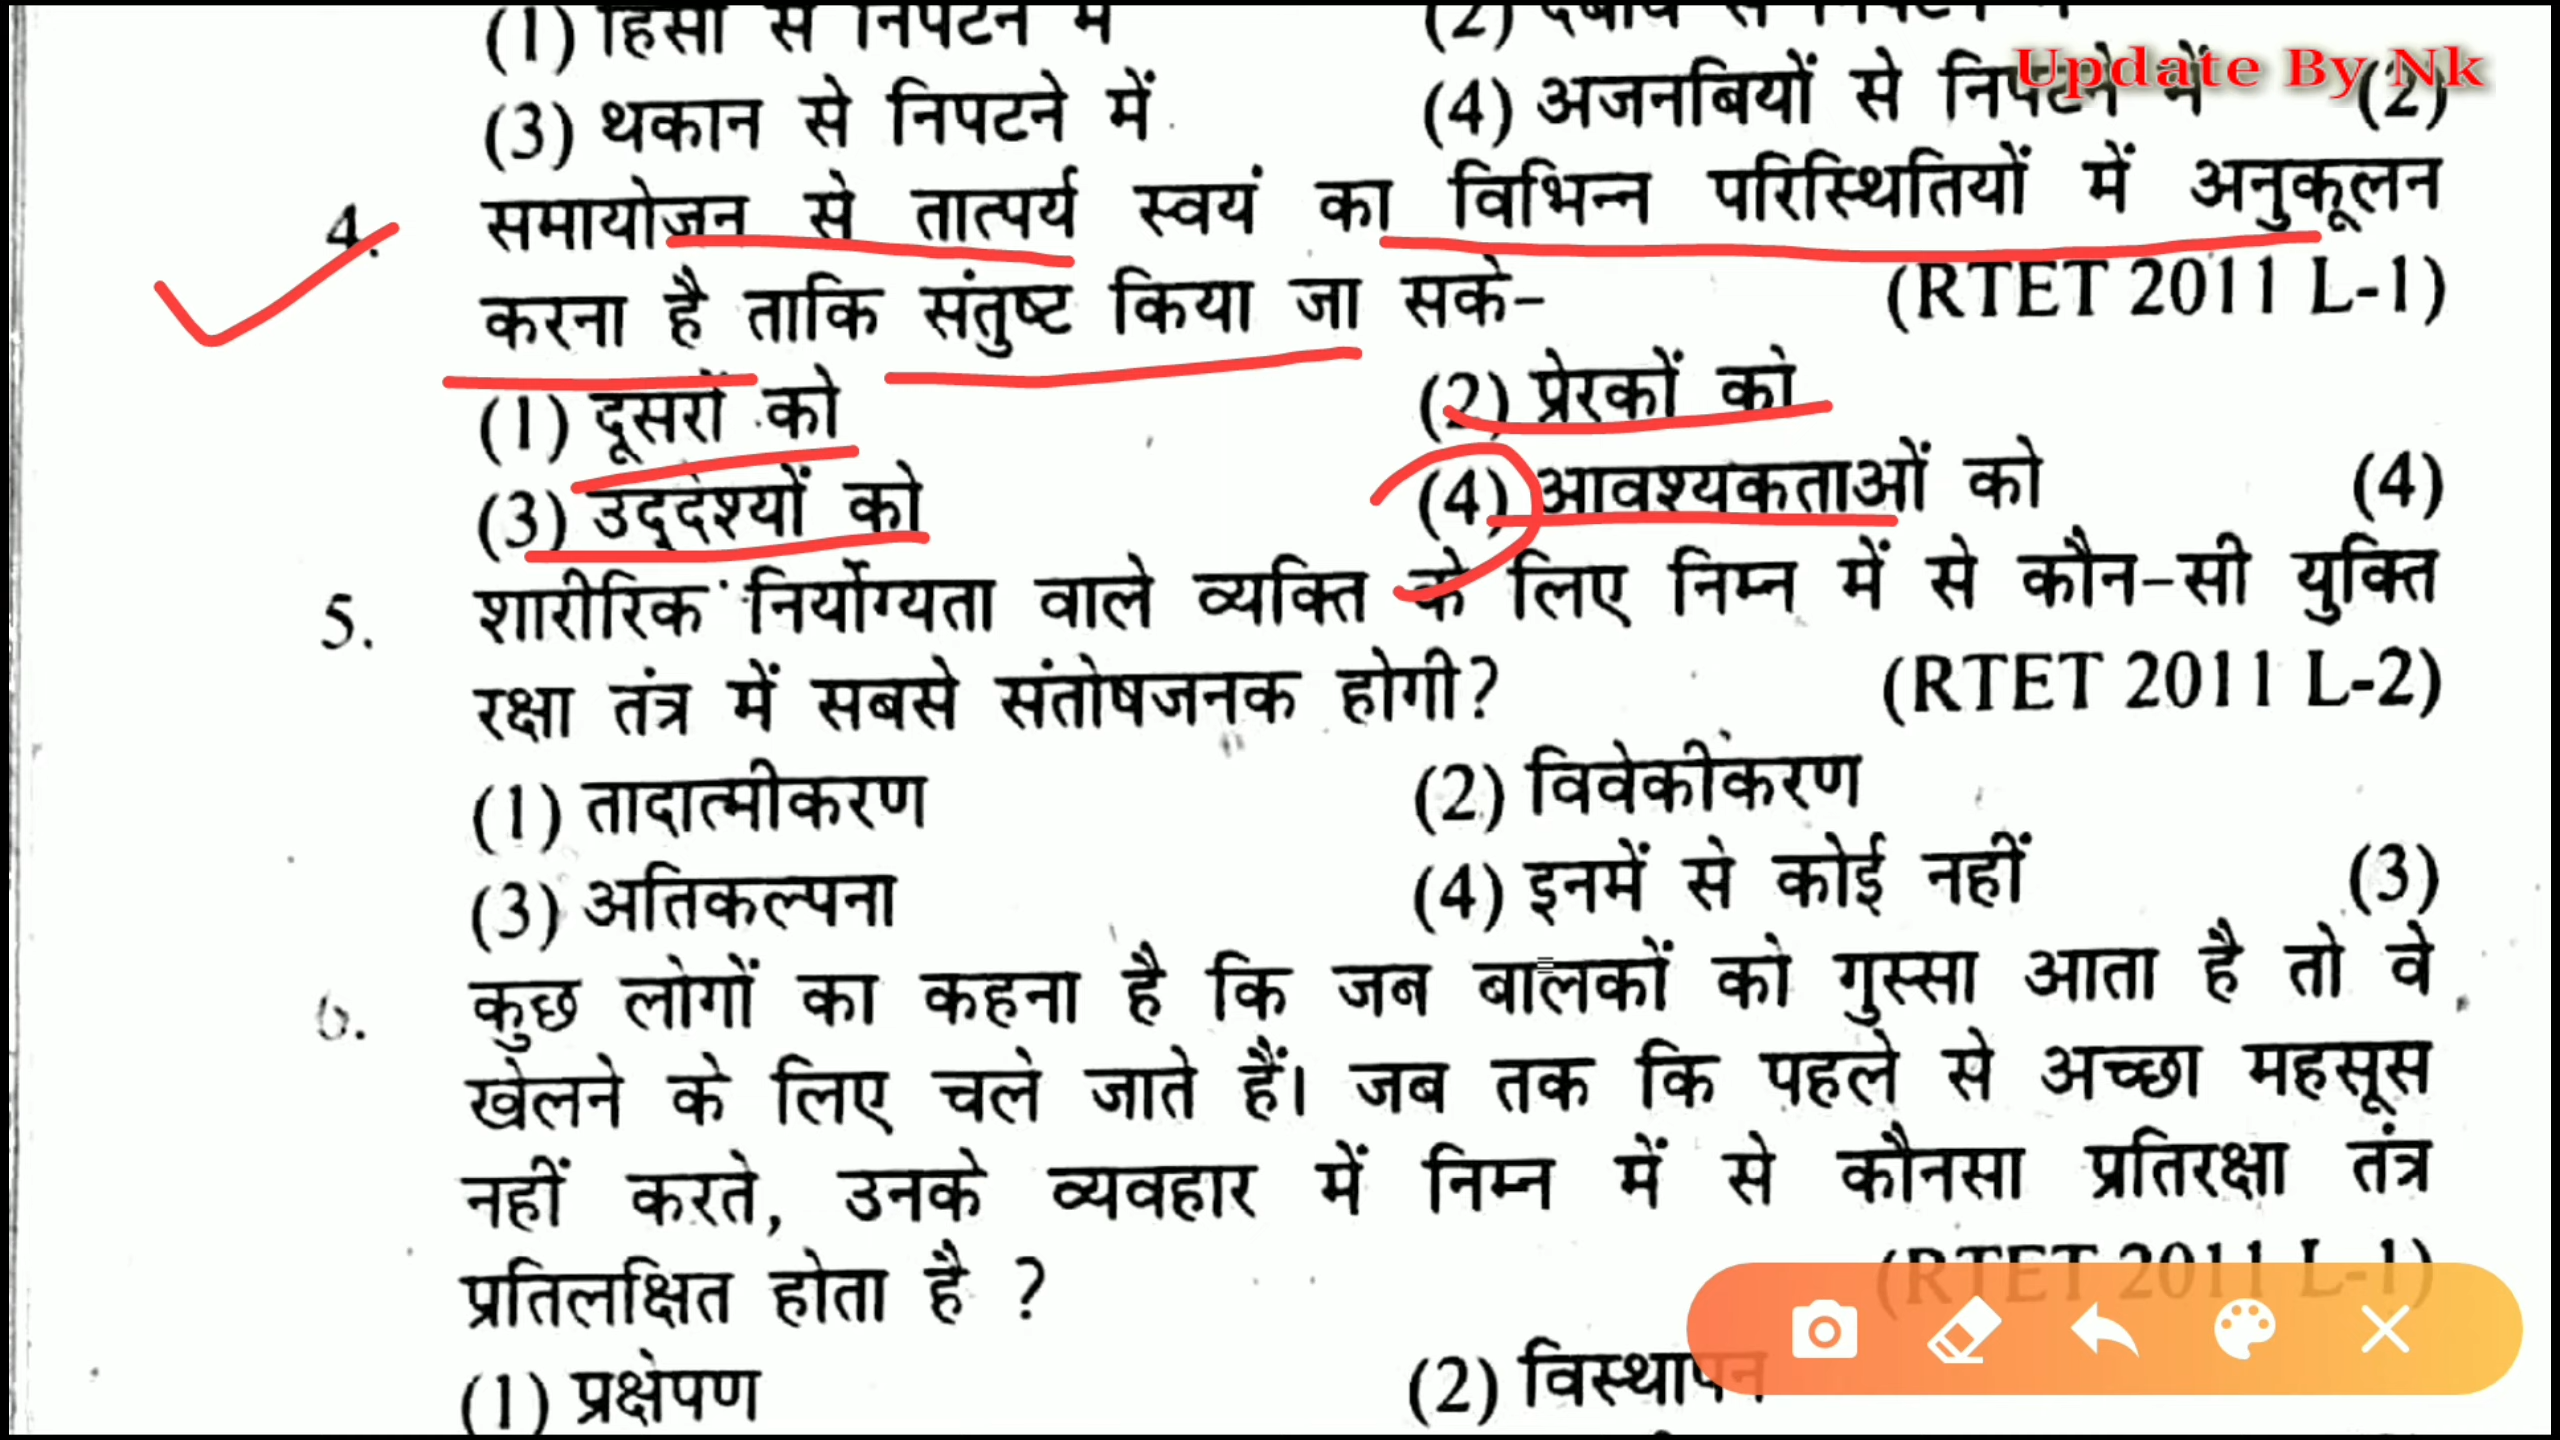 (1) हिंसा से निपटने में (2) दबाव से निपटने में
Update By Nk
(3) थकान से निपटने में (4) अजनबियों से निपटने में (2)
4. समायोजन से तात्पर्य स्वयं का विभिन्न परिस्थितियों में अनुकूलन
करना है ताकि संतुष्ट किया जा सके- (RTET 2011 L-1)
(1) दूसरों को (2) प्रेरकों को
(3) उद्देश्यों को (4) आवश्यकताओं को (4)
5. शारीरिक निर्योग्यता वाले व्यक्ति के लिए निम्न में से कौन-सी युक्ति
रक्षा तंत्र में सबसे संतोषजनक होगी? (RTET 2011 L-2)
(1) तादात्मीकरण (2) विवेकीकरण
(3) अतिकल्पना (4) इनमें से कोई नहीं (3)
6. कुछ लोगों का कहना है कि जब बालकों को गुस्सा आता है तो वे
खेलने के लिए चले जाते हैं। जब तक कि पहले से अच्छा महसूस
नहीं करते, उनके व्यवहार में निम्न में से कौनसा प्रतिरक्षा तंत्र
प्रतिलक्षित होता है ? (RTET 2011 L-1)
(1) प्रक्षेपण (2) विस्थापन